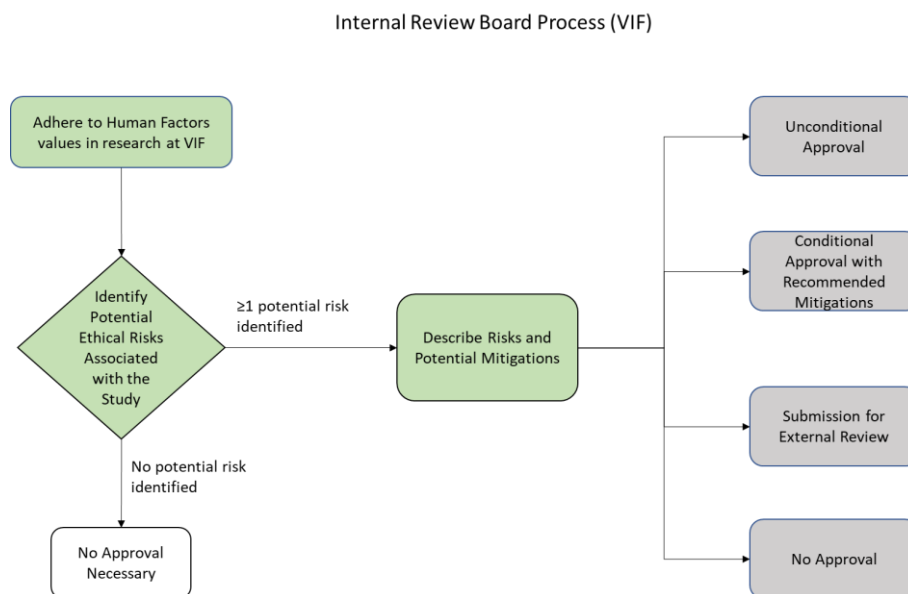 Internal Review Board Process (VIF)
Adhere to Human Factors
values in research at VIF
Identify
Potential
Ethical Risks
Associated
with the
Study
≥1 potential risk
identified
No potential risk
identified
No Approval
Necessary
Describe Risks and
Potential Mitigations
Unconditional
Approval
Conditional
Approval with
Recommended
Mitigations
Submission for
External Review
No Approval